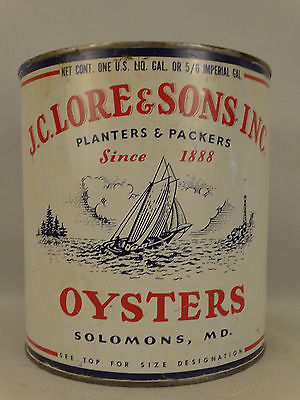 NET CONT. ONE U.S. LIQ. GAL. OR 5/6 IMPERIAL GAL.
J.C. LORE & SONS. INC.
PLANTERS & PACKERS
Since 1888
OYSTERS
SOLOMONS, MD.
SEE TOP FOR SIZE DESIGNATION